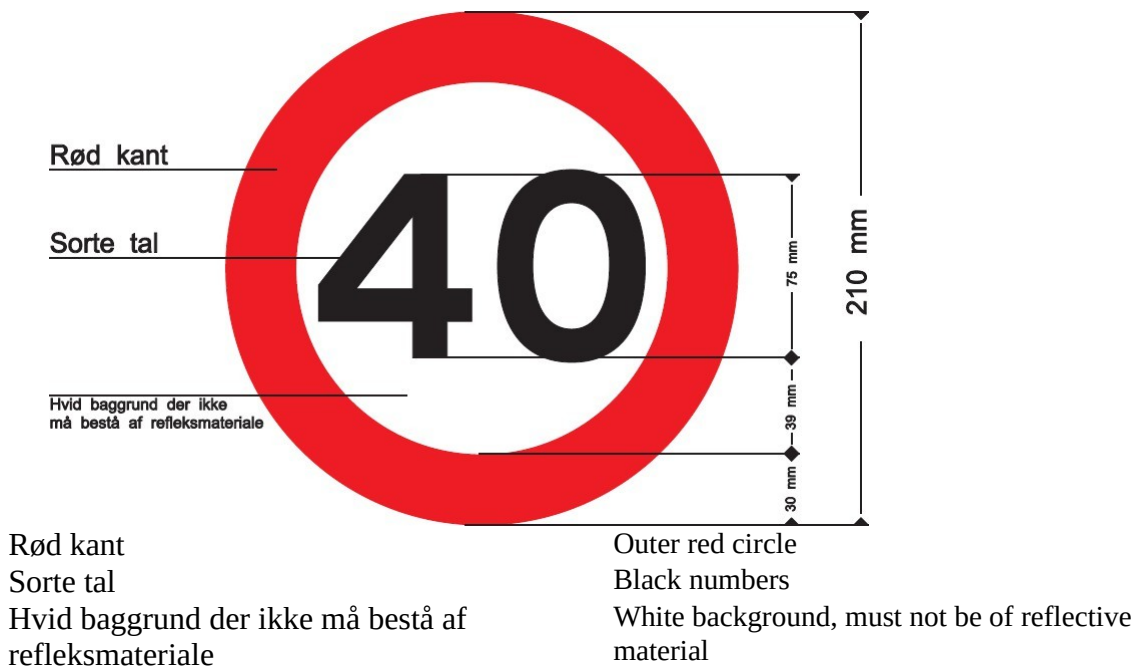 Rød kant
40
Sorte tal
75 mm
210 mm
Hvid baggrund der ikke
må bestå af refleksmateriale
39 mm
30 mm
Rød kant
Sorte tal
Hvid baggrund der ikke må bestå af
refleksmateriale
Outer red circle
Black numbers
White background, must not be of reflective
material